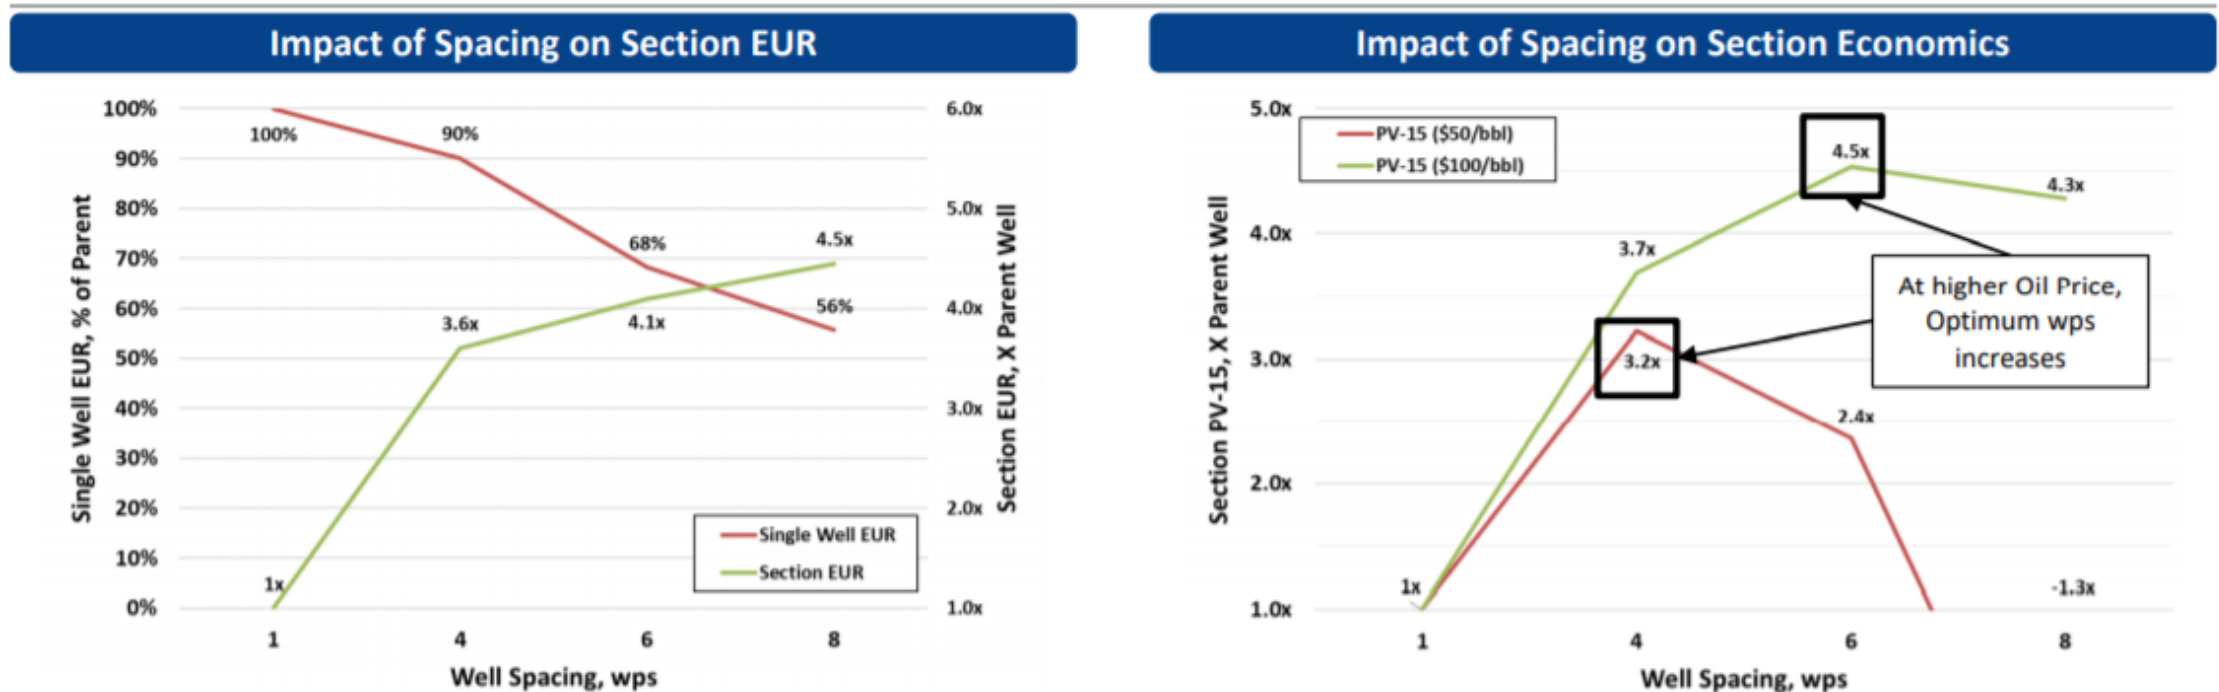 Impact of Spacing on Section EUR
100%
90%
80%
70%
60%
50%
40%
30%
20%
10%
0%
Single Well EUR, % of Parent
6.0x
5.0x
4.0x
3.0x
2.0x
1.0x
Section EUR, X Parent Well
100%
90%
68%
56%
1x
3.6x
4.1x
4.5x
Single Well EUR
Section EUR
1
4
6
8
Well Spacing, wps
Impact of Spacing on Section Economics
5.0x
4.0x
3.0x
2.0x
1.0x
Section PV-15, X Parent Well
PV-15 ($50/bbl)
PV-15 ($100/bbl)
1x
3.7x
4.5x
4.3x
3.2x
2.4x
-1.3x
At higher Oil Price,
Optimum wps
increases
1
4
6
8
Well Spacing, wps